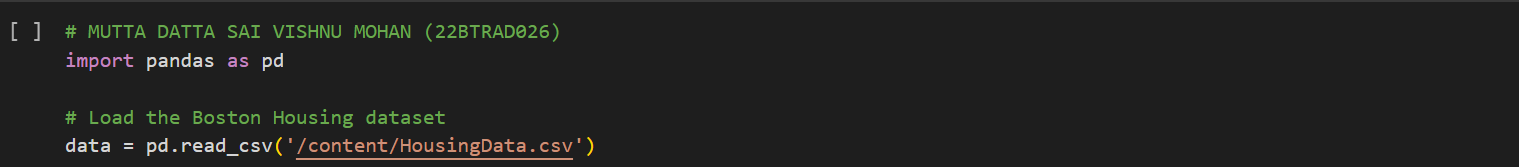 [ ] # MUTTA DATTA SAI VISHNU MOHAN (22BTRAD026)
import pandas as pd
# Load the Boston Housing dataset
data = pd.read_csv('/content/HousingData.csv')